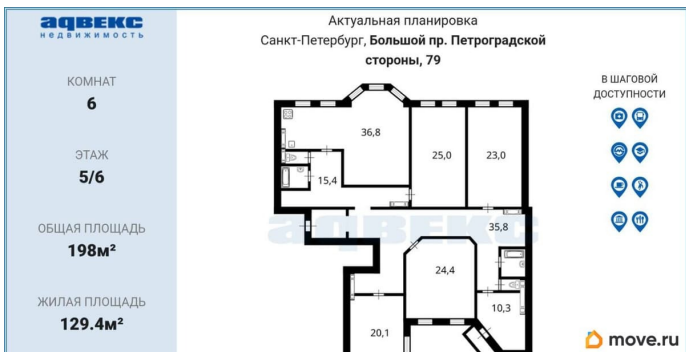 адвекс
недвижимость
КОМНАТ
6
ЭТАЖ
5/6
ОБЩАЯ ПЛОЩАДЬ
198м²
ЖИЛАЯ ПЛОЩАДЬ
129.4м²
Актуальная планировка
Санкт-Петербург, Большой пр. Петроградской
стороны, 79
36,8
25,0
23,0
15,4
адвекс
35,8
24,4
10,3
20,1
В ШАГОВОЙ
ДОСТУПНОСТИ
move.ru